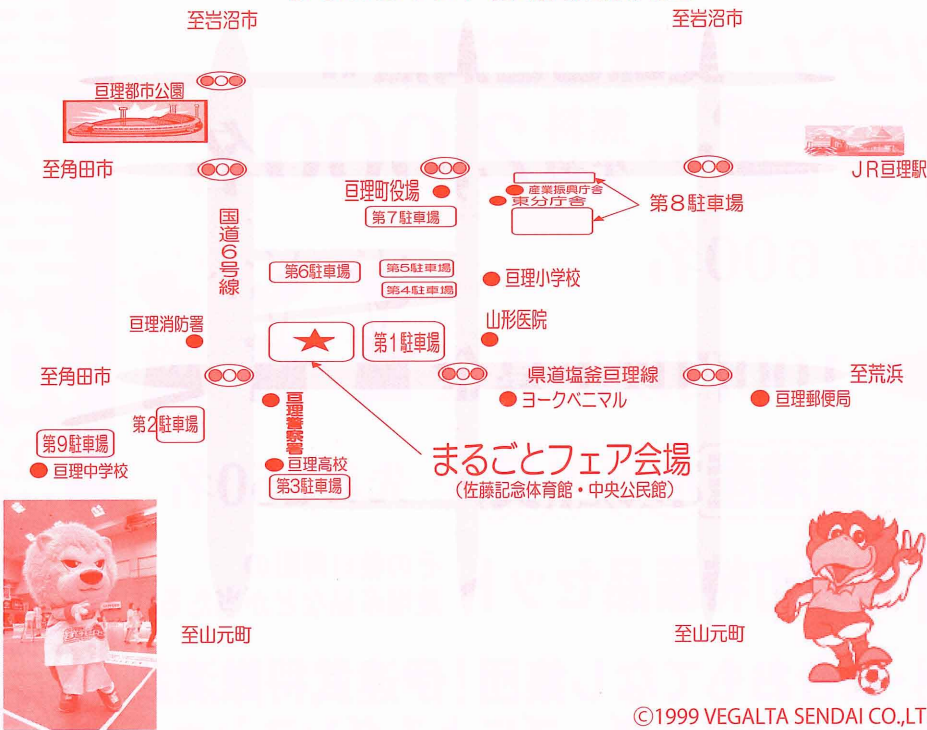 至岩沼市
至岩沼市
亘理都市公園
至角田市
JR亘理駅
亘理町役場
産業振興庁舎
東分庁舎
第8駐車場
第7駐車場
国道6号線
第6駐車場
第5駐車場
第4駐車場
亘理小学校
亘理消防署
第1駐車場
山形医院
至角田市
県道塩釜亘理線
至荒浜
亘理警察署
ヨークベニマル
亘理郵便局
第2駐車場
第9駐車場
亘理中学校
亘理高校
第3駐車場
まるごとフェア会場
(佐藤記念体育館・中央公民館)
至山元町
至山元町
©1999 VEGALTA SENDAI CO.,LT